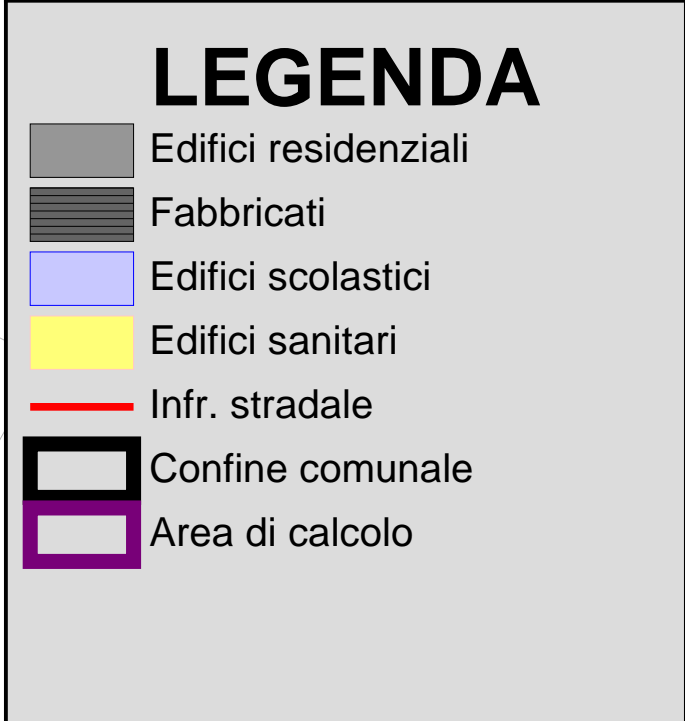 LEGENDA
Edifici residenziali
Fabbricati
Edifici scolastici
Edifici sanitari
Infr. stradale
Confine comunale
Area di calcolo